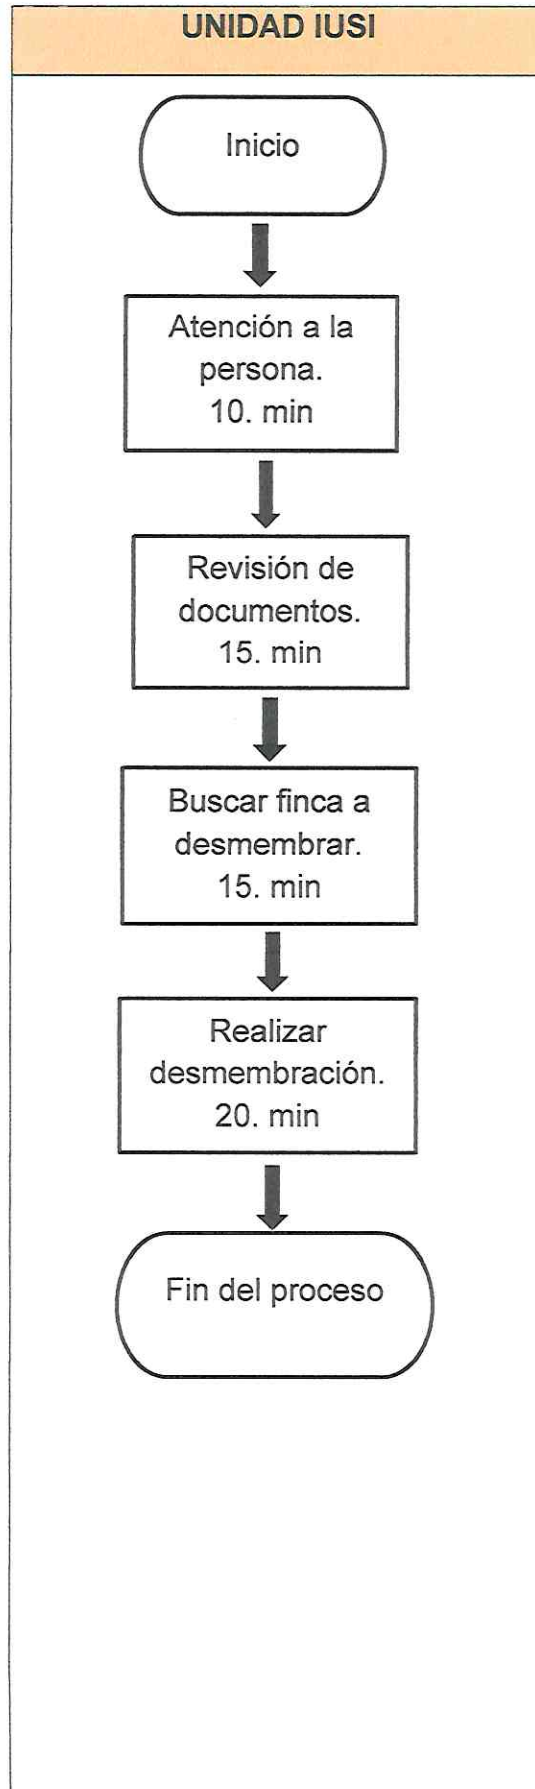 UNIDAD IUSI
Inicio
Atención a la
persona.
10. min
Revisión de
documentos.
15. min
Buscar finca a
desmembrar.
15. min
Realizar
desmembración.
20. min
Fin del proceso